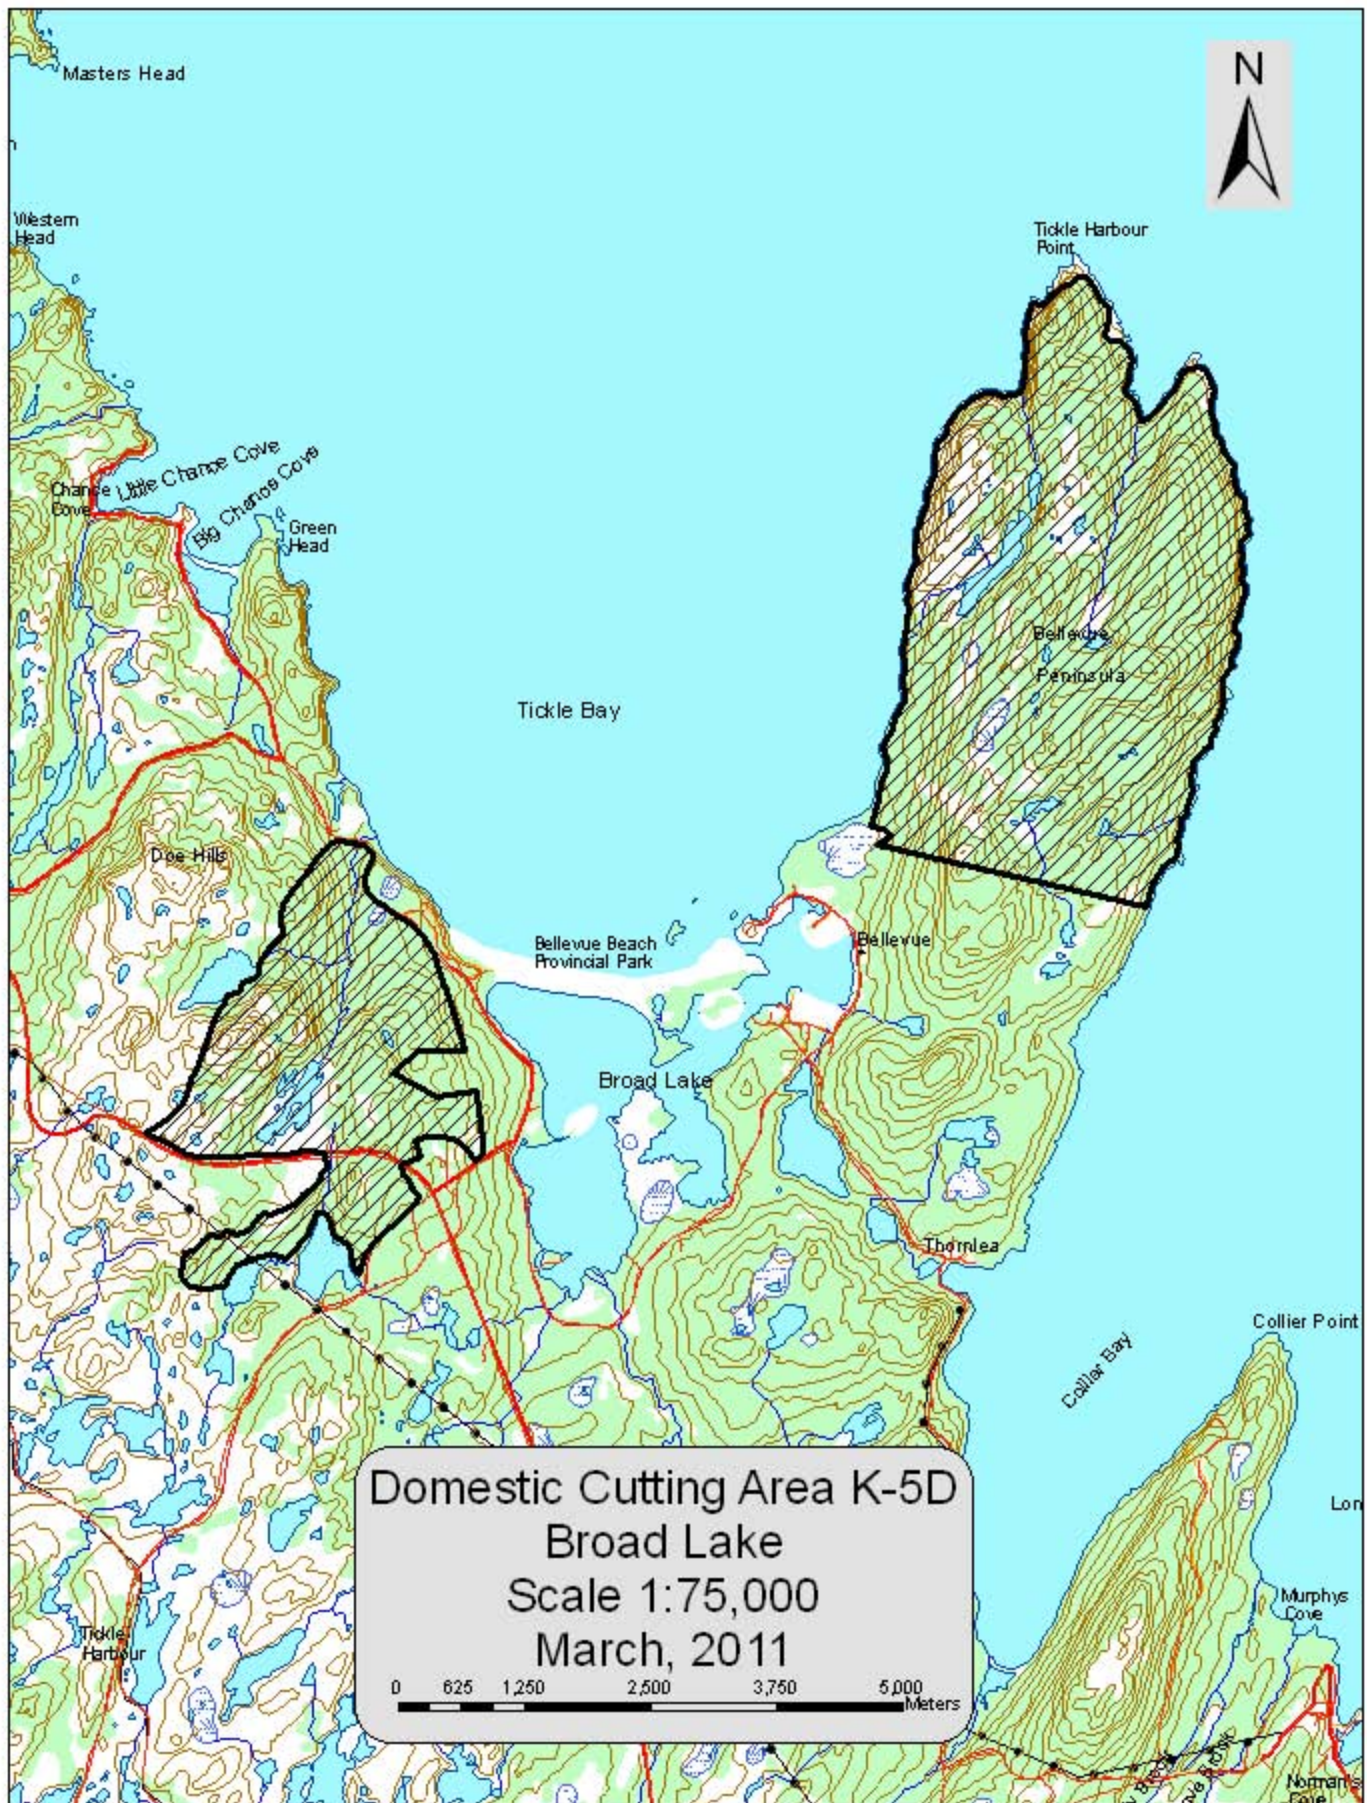 Masters Head
N
Western
Head
Tickle Harbour
Point
Little Chance Cove
Big Chance Cove
Chance
Cove
Green
Head
Bellevue
Peninsula
Tickle Bay
Doe Hills
Bellevue Beach
Provincial Park
Bellevue
Broad Lake
Thornlea
Collier Point
Collier Bay
Domestic Cutting Area K-5D
Broad Lake
Scale 1:75,000
March, 2011
0 625 1,250 2,500 3,750 5,000
Meters
Lon
Murphys
Cove
Tickle
Harbour
Norman's
Cove